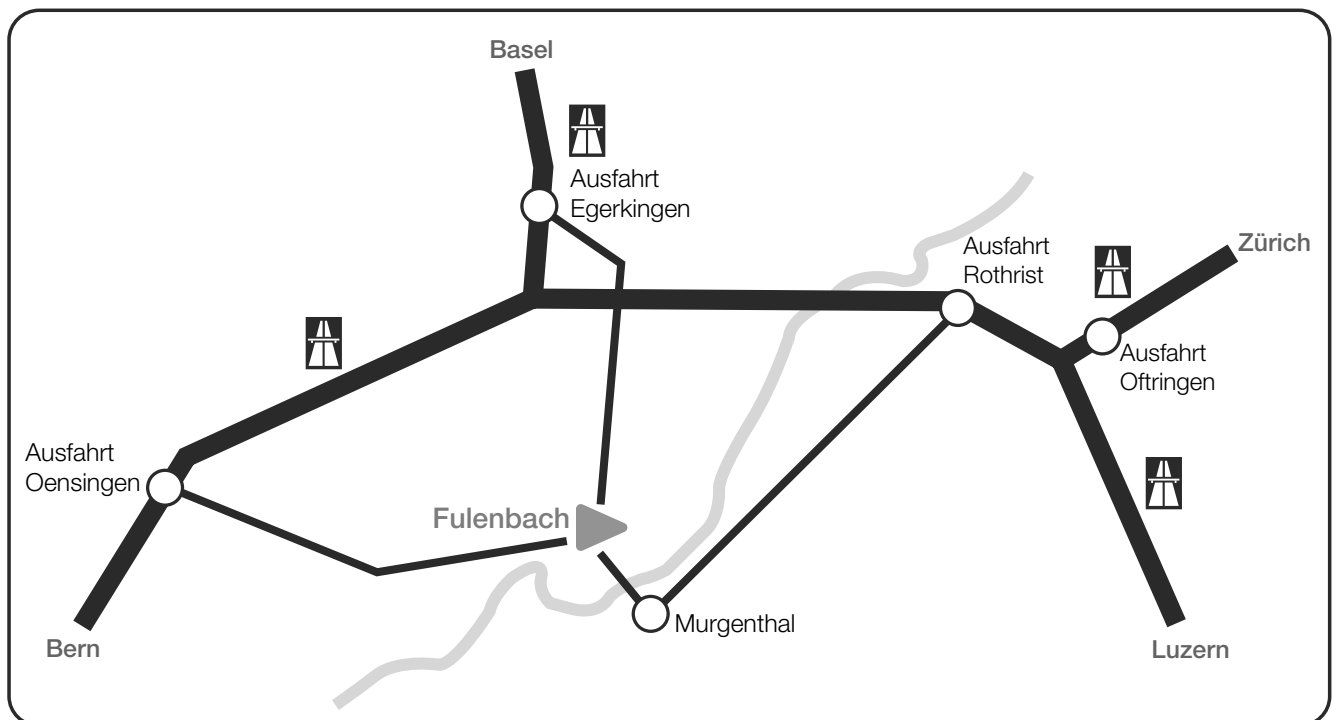 Basel
Ausfahrt
Egerkingen
Ausfahrt
Rothrist
Zürich
Ausfahrt
Oftringen
Ausfahrt
Oensingen
Fulenbach
Murgenthal
Bern
Luzern